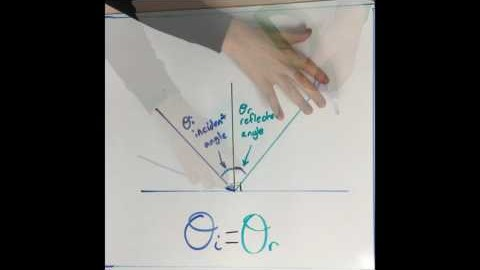 θi
incident
angle
θr
reflected
angle
θi=θr